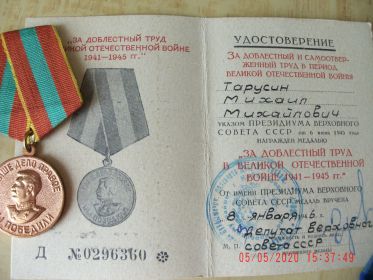 „ЗА ДОБЛЕСТНЫЙ ТРУД
ВЕЛИКОЙ ОТЕЧЕСТВЕННОЙ ВОЙНЕ
1941—1945 гг.“
НАШЕ ДЕЛО ПРАВОЕ
ПОБЕДИЛИ
Д № 0296360
УДОСТОВЕРЕНИЕ
ЗА ДОБЛЕСТНЫЙ И САМООТВЕР-
ЖЕННЫЙ ТРУД В ПЕРИОД
ВЕЛИКОЙ ОТЕЧЕСТВЕННОЙ ВОЙНЫ
Тарусин
Михаил
Михайлович
УКАЗОМ ПРЕЗИДИУМА ВЕРХОВНОГО
СОВЕТА СССР от 6 июня 1945 года
НАГРАЖДЕН МЕДАЛЬЮ
„ЗА ДОБЛЕСТНЫЙ ТРУД
В ВЕЛИКОЙ ОТЕЧЕСТВЕННОЙ
ВОЙНЕ 1941—1945 гг.“
От имени ПРЕЗИДИУМА ВЕРХОВНОГО
СОВЕТА СССР МЕДАЛЬ ВРУЧЕНА
8 января
Депутат верховного
М. П. совета СССР
05/05/2020 15:37:49